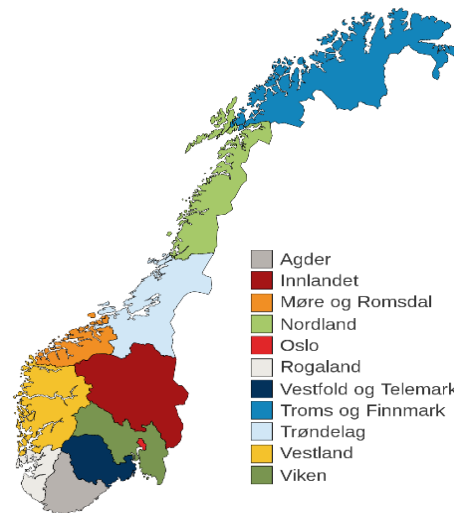 Agder
Innlandet
Møre og Romsdal
Nordland
Oslo
Rogaland
Vestfold og Telemark
Troms og Finnmark
Trøndelag
Vestland
Viken